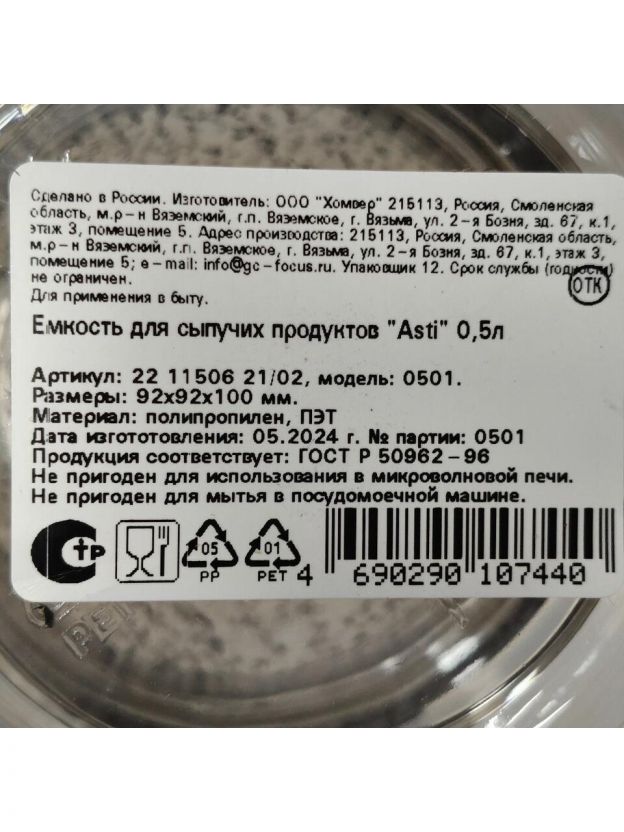 Сделано в России. Изготовитель: ООО "Хомвер" 215113, Россия, Смоленская
область, м.р-н Вяземский, г.п. Вяземское, г. Вязьма, ул. 2-я Бозня, зд. 67, к.1,
этаж 3, помещение 5. Адрес производства: 215113, Россия, Смоленская область,
м.р-н Вяземский, г.п. Вяземское, г. Вязьма, ул. 2-я Бозня, зд. 67, к.1, этаж 3,
помещение 5; e-mail: info@gc-focus.ru. Упаковщик 12. Срок службы (годности)
не ограничен.
ОТК
Для применения в быту.
Емкость для сыпучих продуктов "Asti" 0,5л
Артикул: 22 11506 21/02, модель: 0501.
Размеры: 92х92х100 мм.
Материал: полипропилен, ПЭТ
Дата изгототовления: 05.2024 г. № партии: 0501
Продукция соответствует: ГОСТ Р 50962-96
Не пригоден для использования в микроволновой печи.
Не пригоден для мытья в посудомоечной машине.
СТР
05
PP
01
PET
4 690290 107440
PET